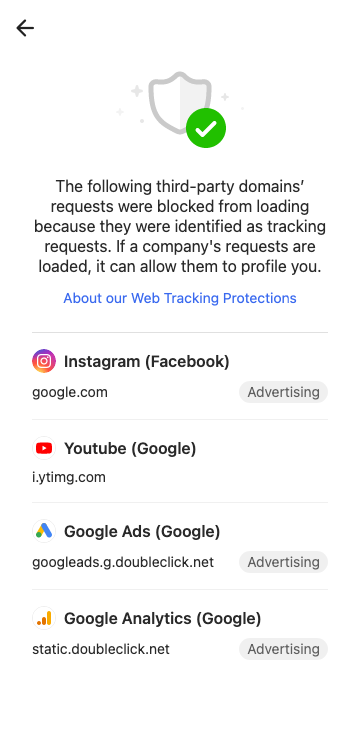 The following third-party domains’
requests were blocked from loading
because they were identified as tracking
requests. If a company's requests are
loaded, it can allow them to profile you.
About our Web Tracking Protections
Instagram (Facebook)
google.com Advertising
Youtube (Google)
i.ytimg.com
Google Ads (Google)
googleads.g.doubleclick.net Advertising
Google Analytics (Google)
static.doubleclick.net Advertising